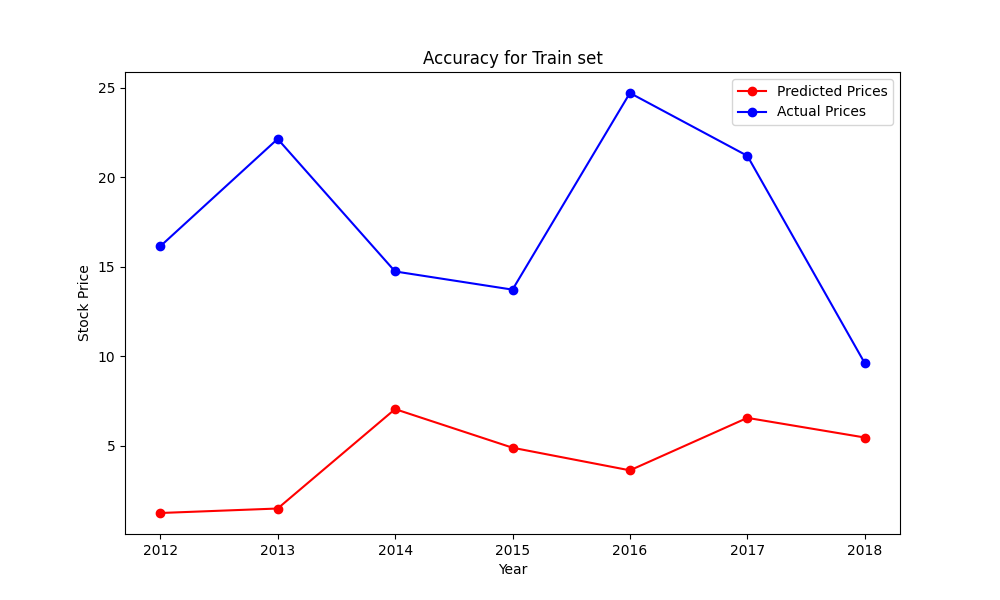 Accuracy for Train set
Predicted Prices
Actual Prices
25
20
15
10
5
Stock Price
2012 2013 2014 2015 2016 2017 2018
Year